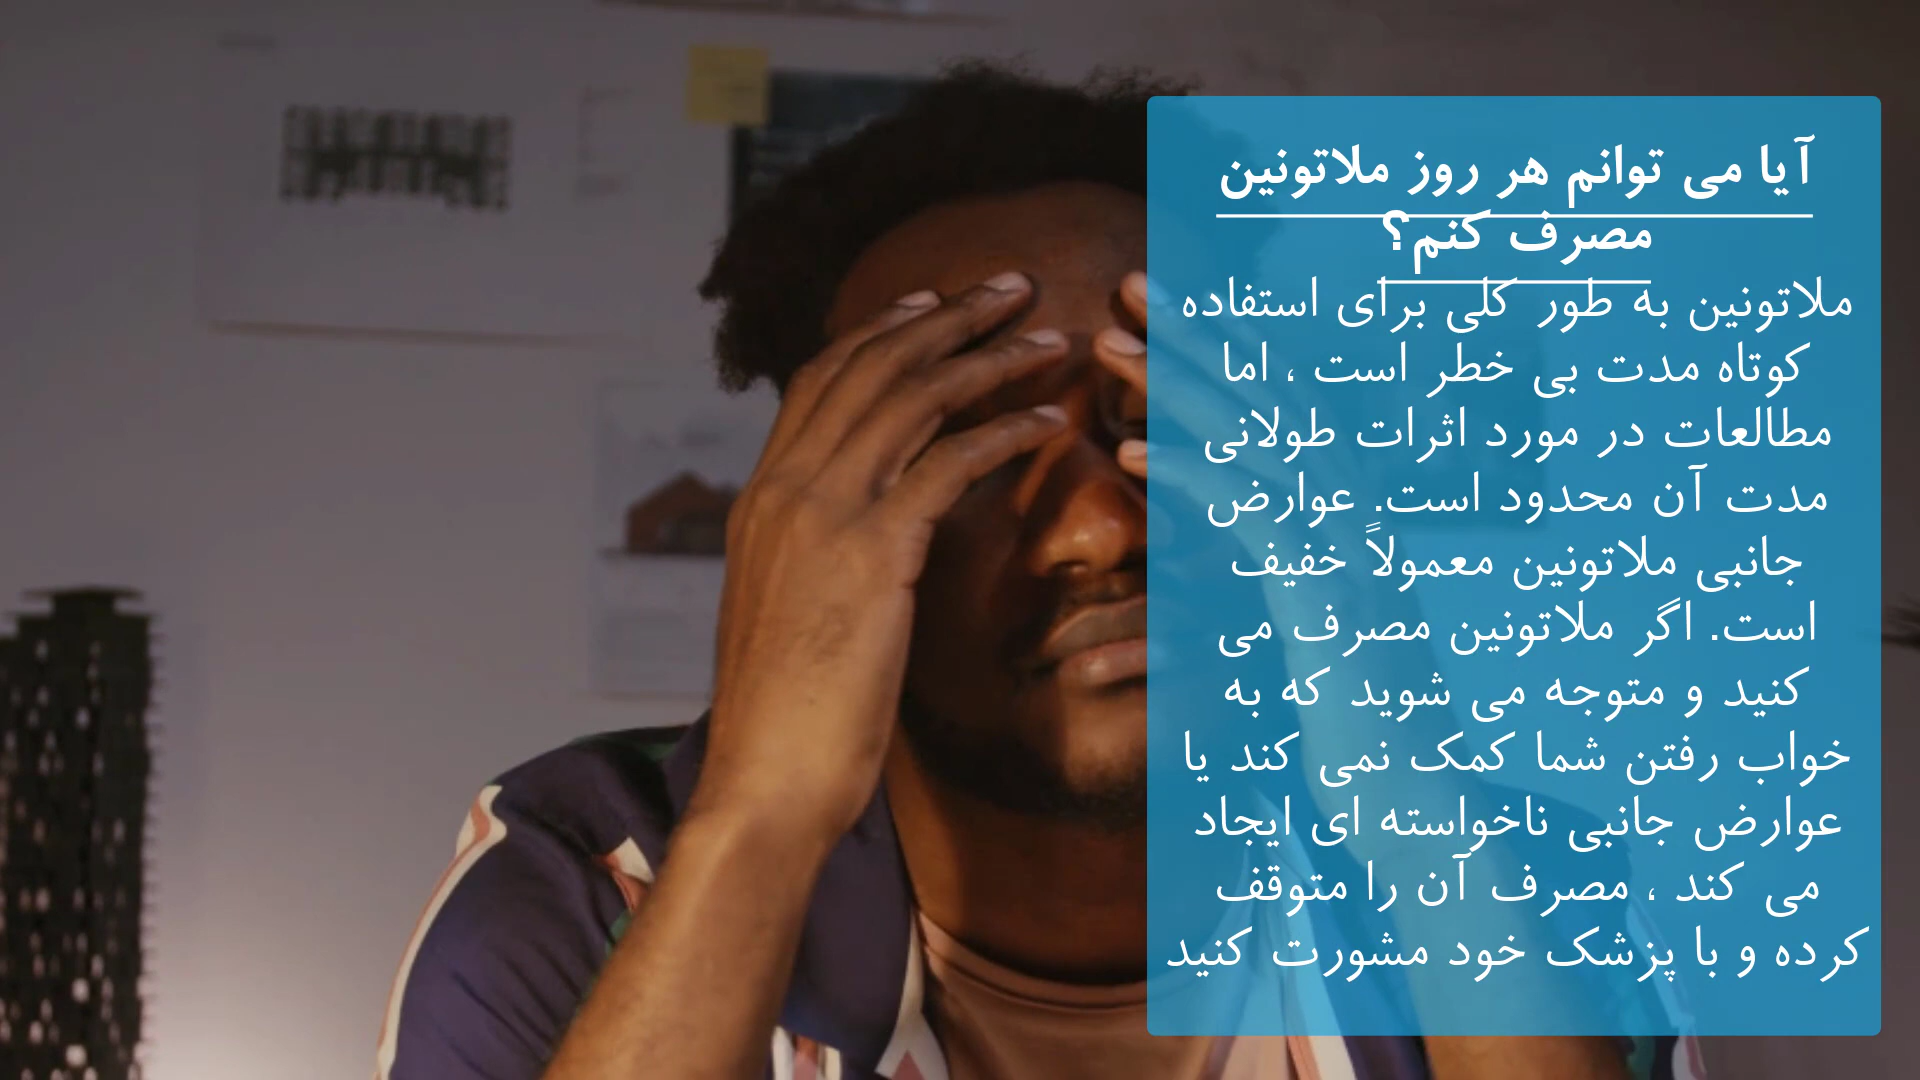 آیا می توانم هر روز ملاتونین
مصرف کنم؟
ملاتونین به طور کلی برای استفاده
کوتاه مدت بی خطر است ، اما
مطالعات در مورد اثرات طولانی
مدت آن محدود است. عوارض
جانبی ملاتونین معمولاً خفیف
است. اگر ملاتونین مصرف می
کنید و متوجه می شوید که به
خواب رفتن شما کمک نمی کند یا
عوارض جانبی ناخواسته ای ایجاد
می کند ، مصرف آن را متوقف
کرده و با پزشک خود مشورت کنید